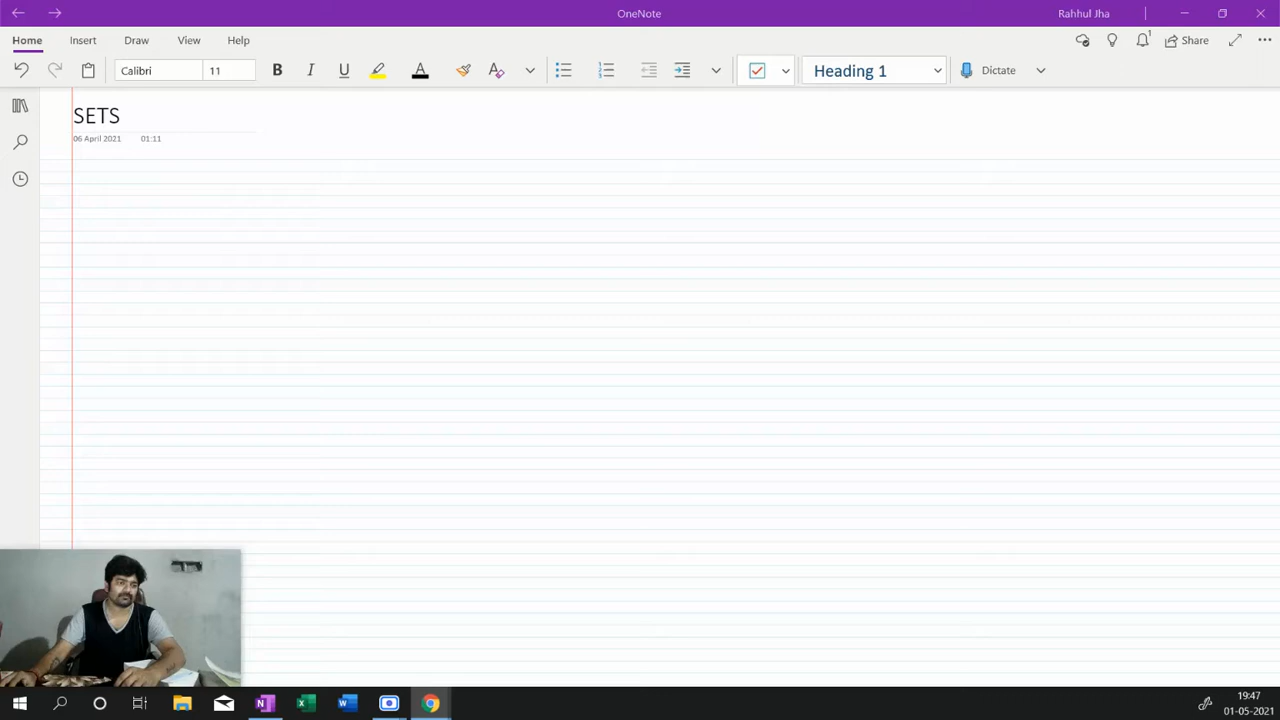 OneNote
Rahhul Jha
Home Insert Draw View Help
Share
Calibri 11 B I U A A Heading 1 Dictate
SETS
06 April 2021 01:11
19:47
01-05-2021